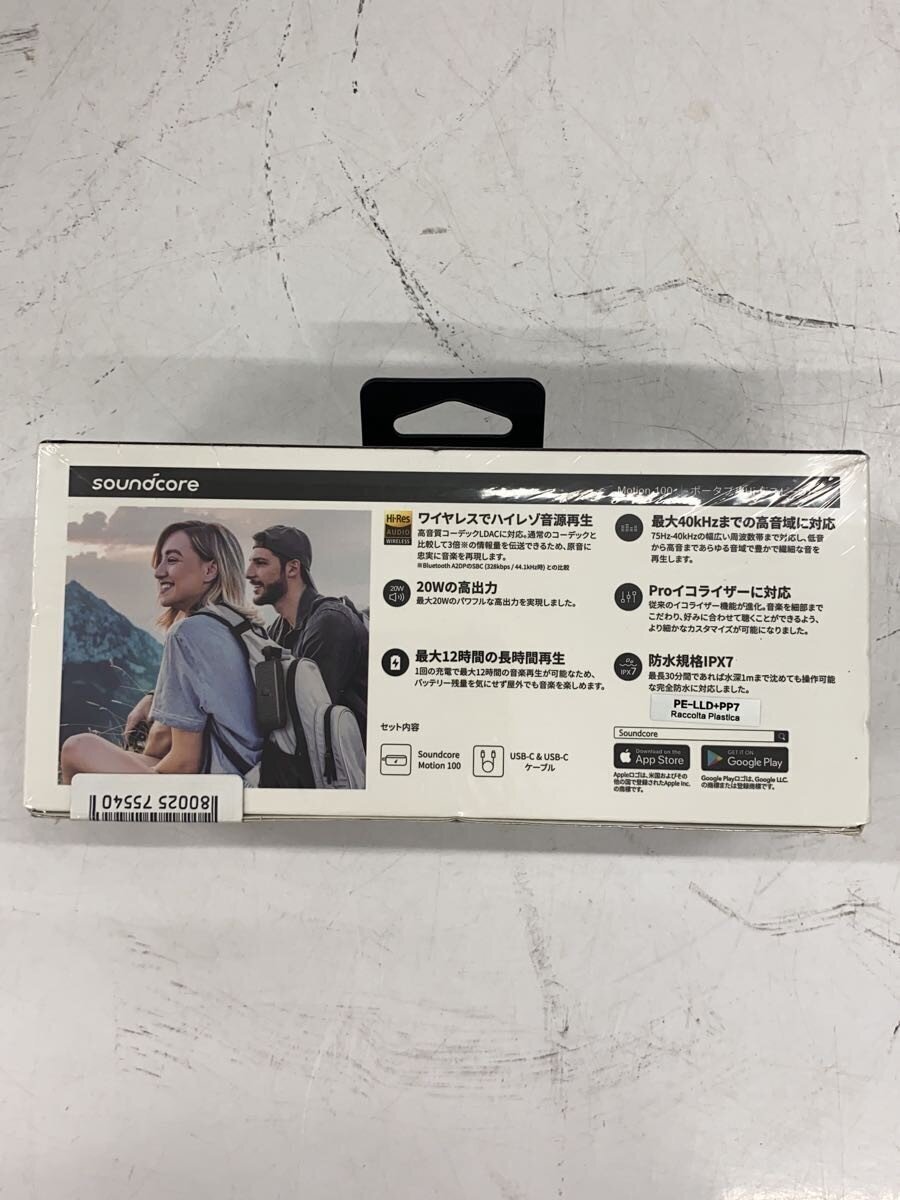 soundcore
Motion 100
Hi-Res
AUDIO
WIRELESS
ワイヤレスでハイレゾ音源再生
高音質コーデックLDACに対応。通常のコーデックと
比較して3倍※の情報量を伝送できるため、原音に
忠実に音楽を再現します。
※Bluetooth A2DPのSBC (328kbps / 44.1kHz時) との比較
20W
20Wの高出力
最大20Wのパワフルな高出力を実現しました。
最大12時間の長時間再生
1回の充電で最大12時間の音楽再生が可能なため、
バッテリー残量を気にせず屋外でも音楽を楽しめます。
セット内容
Soundcore
Motion 100
USB-C & USB-C
ケーブル
最大40kHzまでの高音域に対応
75Hz-40kHzの幅広い周波数帯まで対応し、低音
から高音まであらゆる音域で豊かで繊細な音を
再生します。
Proイコライザーに対応
従来のイコライザー機能が進化。音楽を細部まで
こだわり、好みに合わせて聴くことができるよう、
より細かなカスタマイズが可能になりました。
IPX7
防水規格IPX7
最長30分間であれば水深1mまで沈めても操作可能
な完全防水に対応しました。
PE-LLD+PP7
Raccolta Plastica
Soundcore
Download on the
App Store
GET IT ON
Google Play
Appleロゴは、米国およびその
他の国で登録されたApple Inc.
の商標です。
Google Playロゴは、Google LLC.
の商標または登録商標です。
80025 75540